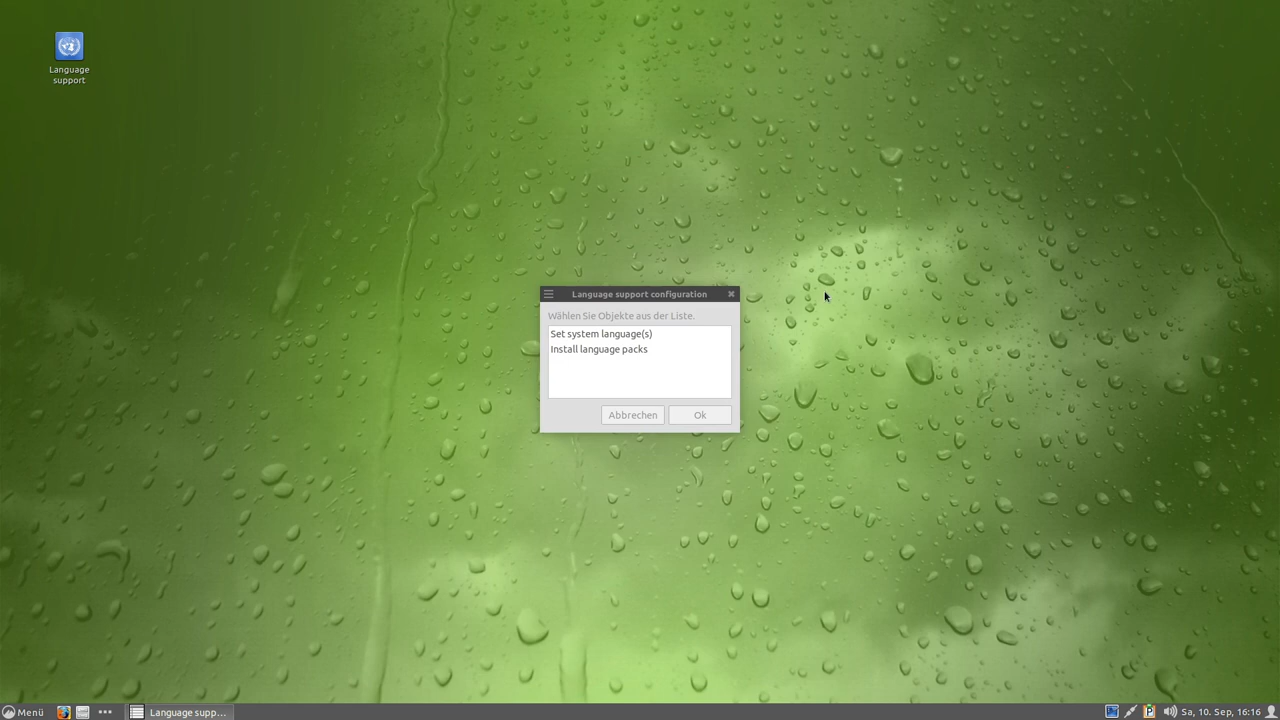 Language
support
Language support configuration
Wählen Sie Objekte aus der Liste.
Set system language(s)
Install language packs
Abbrechen
Ok
Menü
Language supp...
Sa, 10. Sep, 16:16